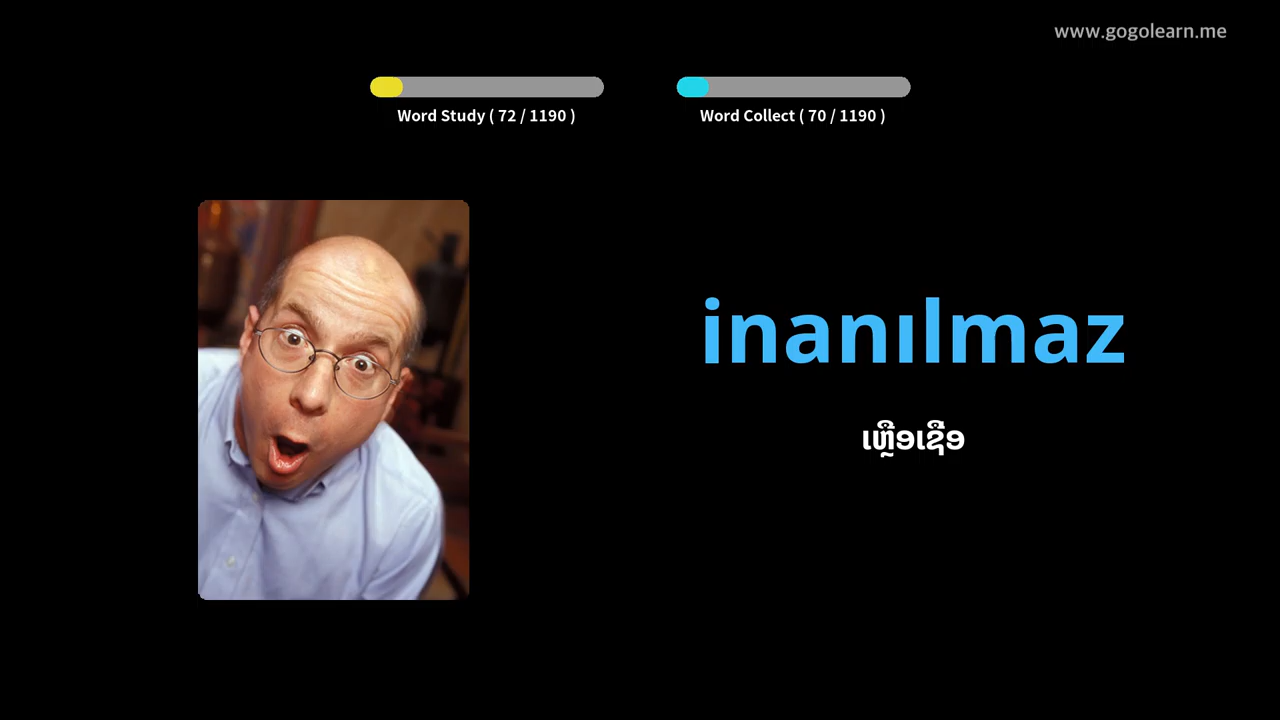 www.gogolearn.me
Word Study ( 72 / 1190 )
Word Collect ( 70 / 1190 )
inanılmaz
ເຫຼືອເຊື່ອ